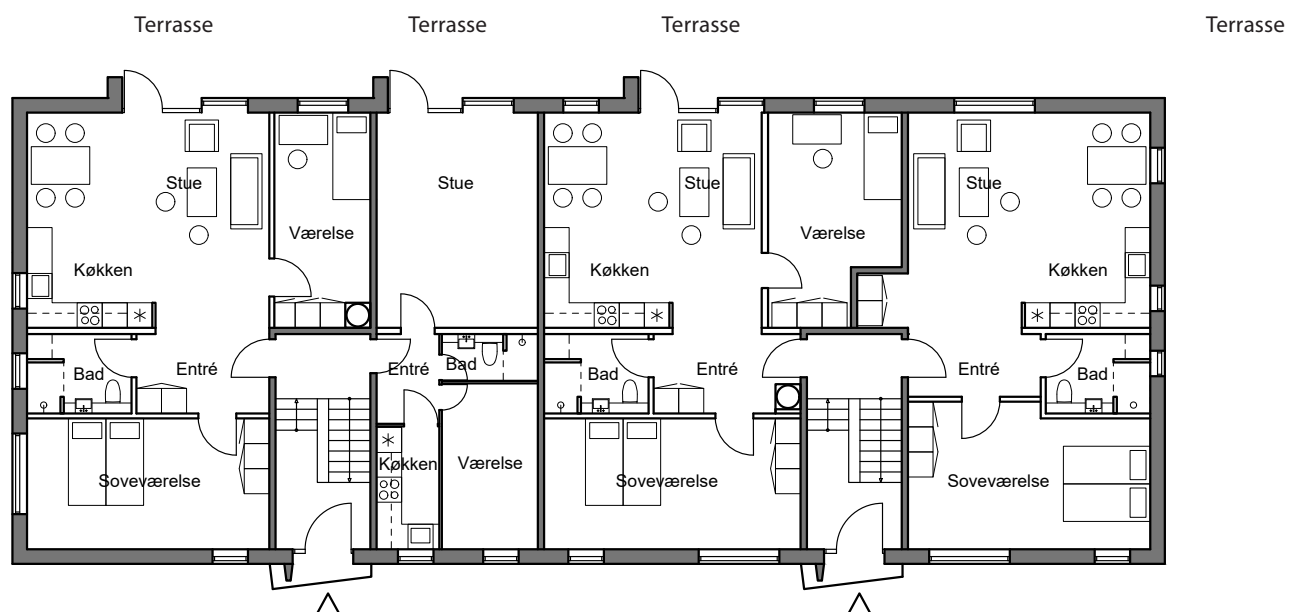 Terrasse Terrasse Terrasse Terrasse
Stue Stue Stue Stue
Værelse Værelse
Køkken Køkken Køkken
Bad
Bad Entré Entré Bad Entré Entré Bad
Køkken Værelse
Soveværelse Soveværelse Soveværelse